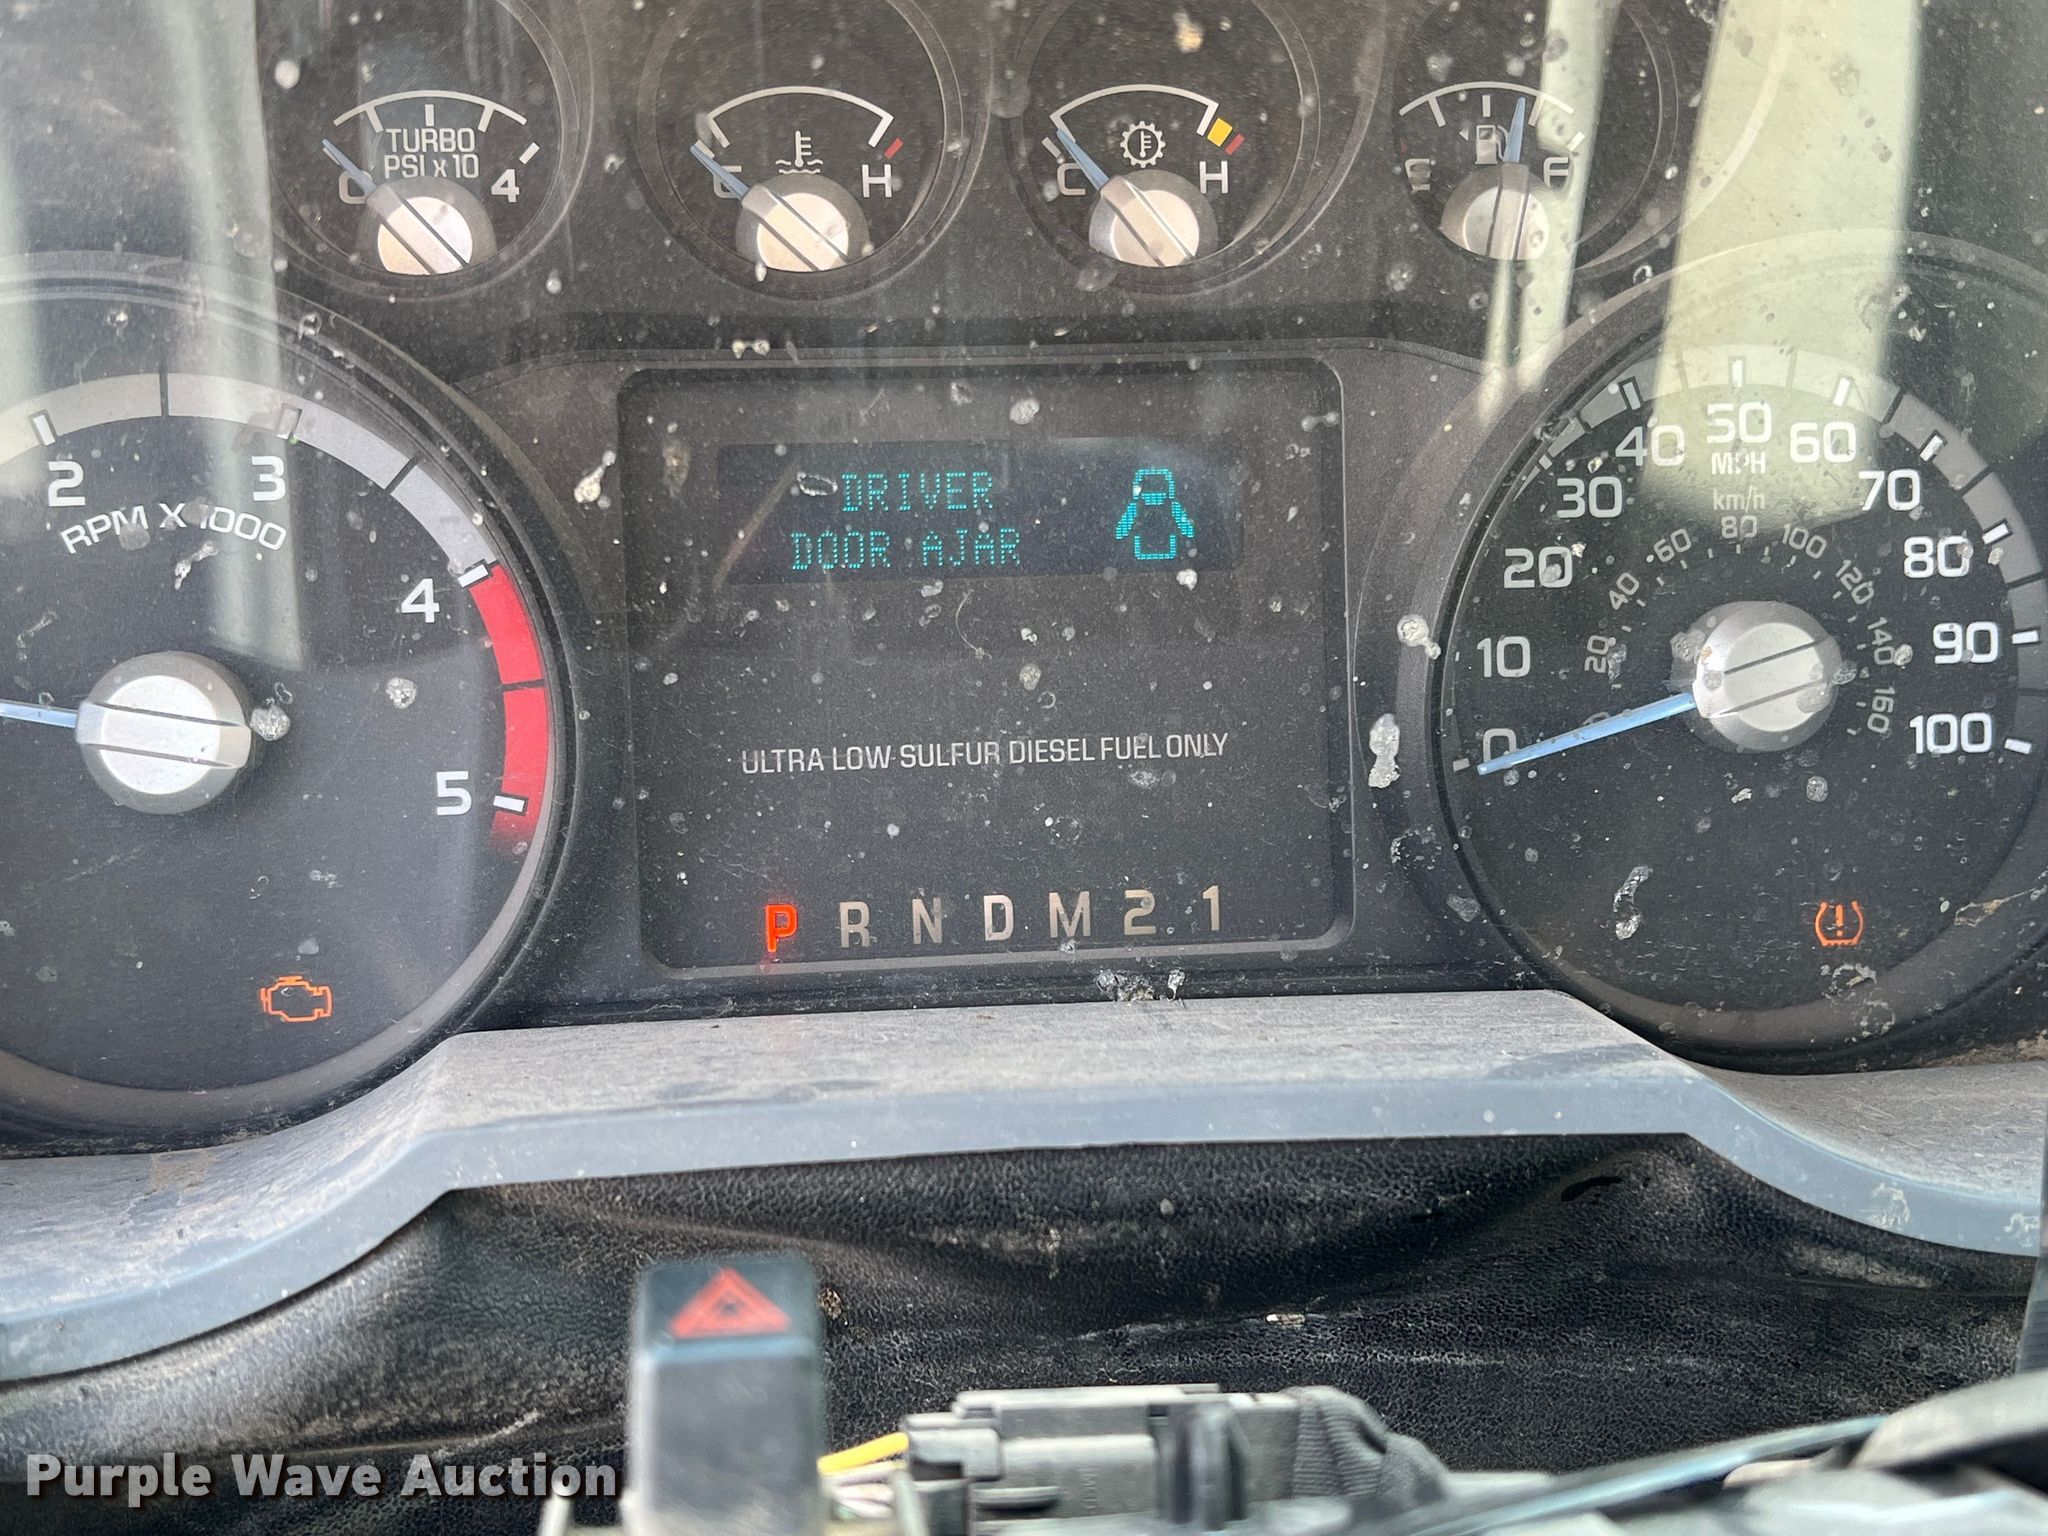 TURBO
PSI x 10
4
C H
C H
F
2 3 4 5
RPM X 1000
DRIVER
DOOR AJAR
ULTRA LOW SULFUR DIESEL FUEL ONLY
P R N D M 2 1
0 10 20 30 40 50 60 70 80 90 100
MPH
km/h
20 40 60 80 100 120 140 160
Purple Wave Auction